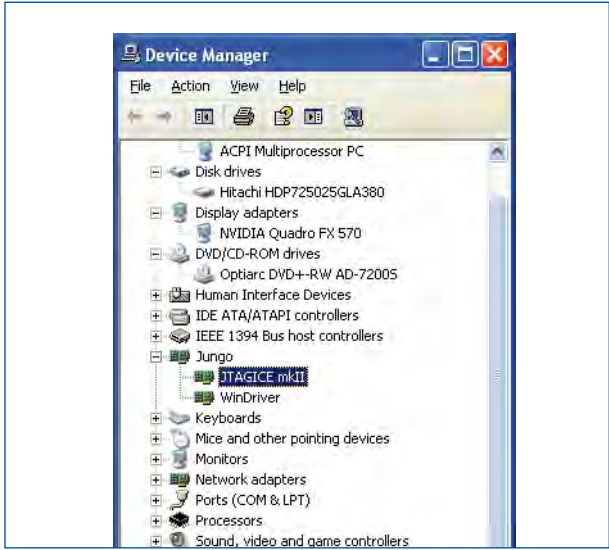 Device Manager
File Action View Help
ACPI Multiprocessor PC
Disk drives
Hitachi HDP725025GLA380
Display adapters
NVIDIA Quadro FX 570
DVD/CD-ROM drives
Optiarc DVD+-RW AD-7200S
Human Interface Devices
IDE ATA/ATAPI controllers
IEEE 1394 Bus host controllers
Jungo
JTAGICE mkII
WinDriver
Keyboards
Mice and other pointing devices
Monitors
Network adapters
Ports (COM & LPT)
Processors
Sound, video and game controllers